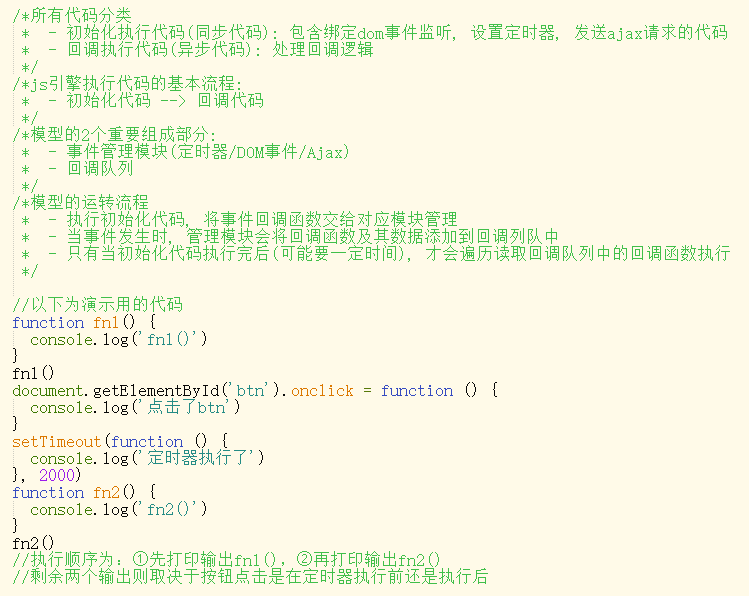 /*所有代码分类
 *  - 初始化执行代码(同步代码): 包含绑定dom事件监听, 设置定时器, 发送ajax请求的代码
 *  - 回调执行代码(异步代码): 处理回调逻辑
 */
/*js引擎执行代码的基本流程:
 *  - 初始化代码 --> 回调代码
 */
/*模型的2个重要组成部分:
 *  - 事件管理模块(定时器/DOM事件/Ajax)
 *  - 回调队列
 */
/*模型的运转流程
 *  - 执行初始化代码, 将事件回调函数交给对应模块管理
 *  - 当事件发生时, 管理模块会将回调函数及其数据添加到回调列队中
 *  - 只有当初始化代码执行完后(可能要一定时间), 才会遍历读取回调队列中的回调函数执行
 */
//以下为演示用的代码
function fn1() {
  console.log('fn1()')
}
fn1()
document.getElementById('btn').onclick = function () {
  console.log('点击了btn')
}
setTimeout(function () {
  console.log('定时器执行了')
}, 2000)
function fn2() {
  console.log('fn2()')
}
fn2()
//执行顺序为：①先打印输出fn1()，②再打印输出fn2()
//剩余两个输出则取决于按钮点击是在定时器执行前还是执行后